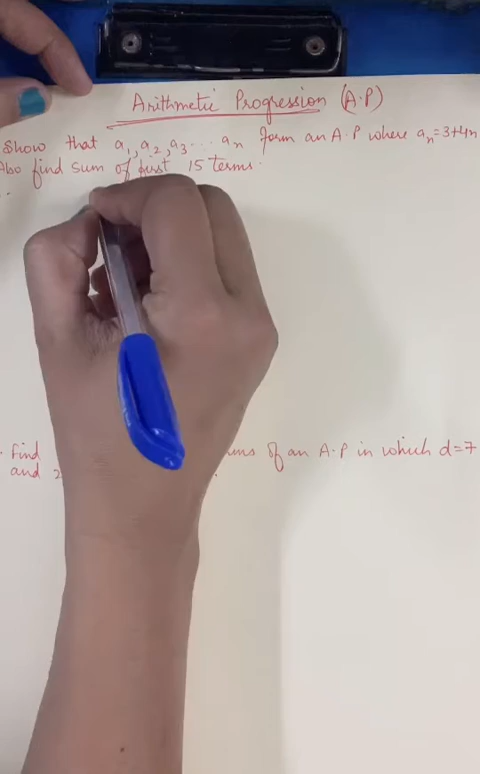 Arithmetic Progression (A.P)
Show that a₁, a₂, a₃ ... aₙ form an A.P where aₙ=3+4n
Also find sum of first 15 terms.
Find of an A.P in which d=7
and